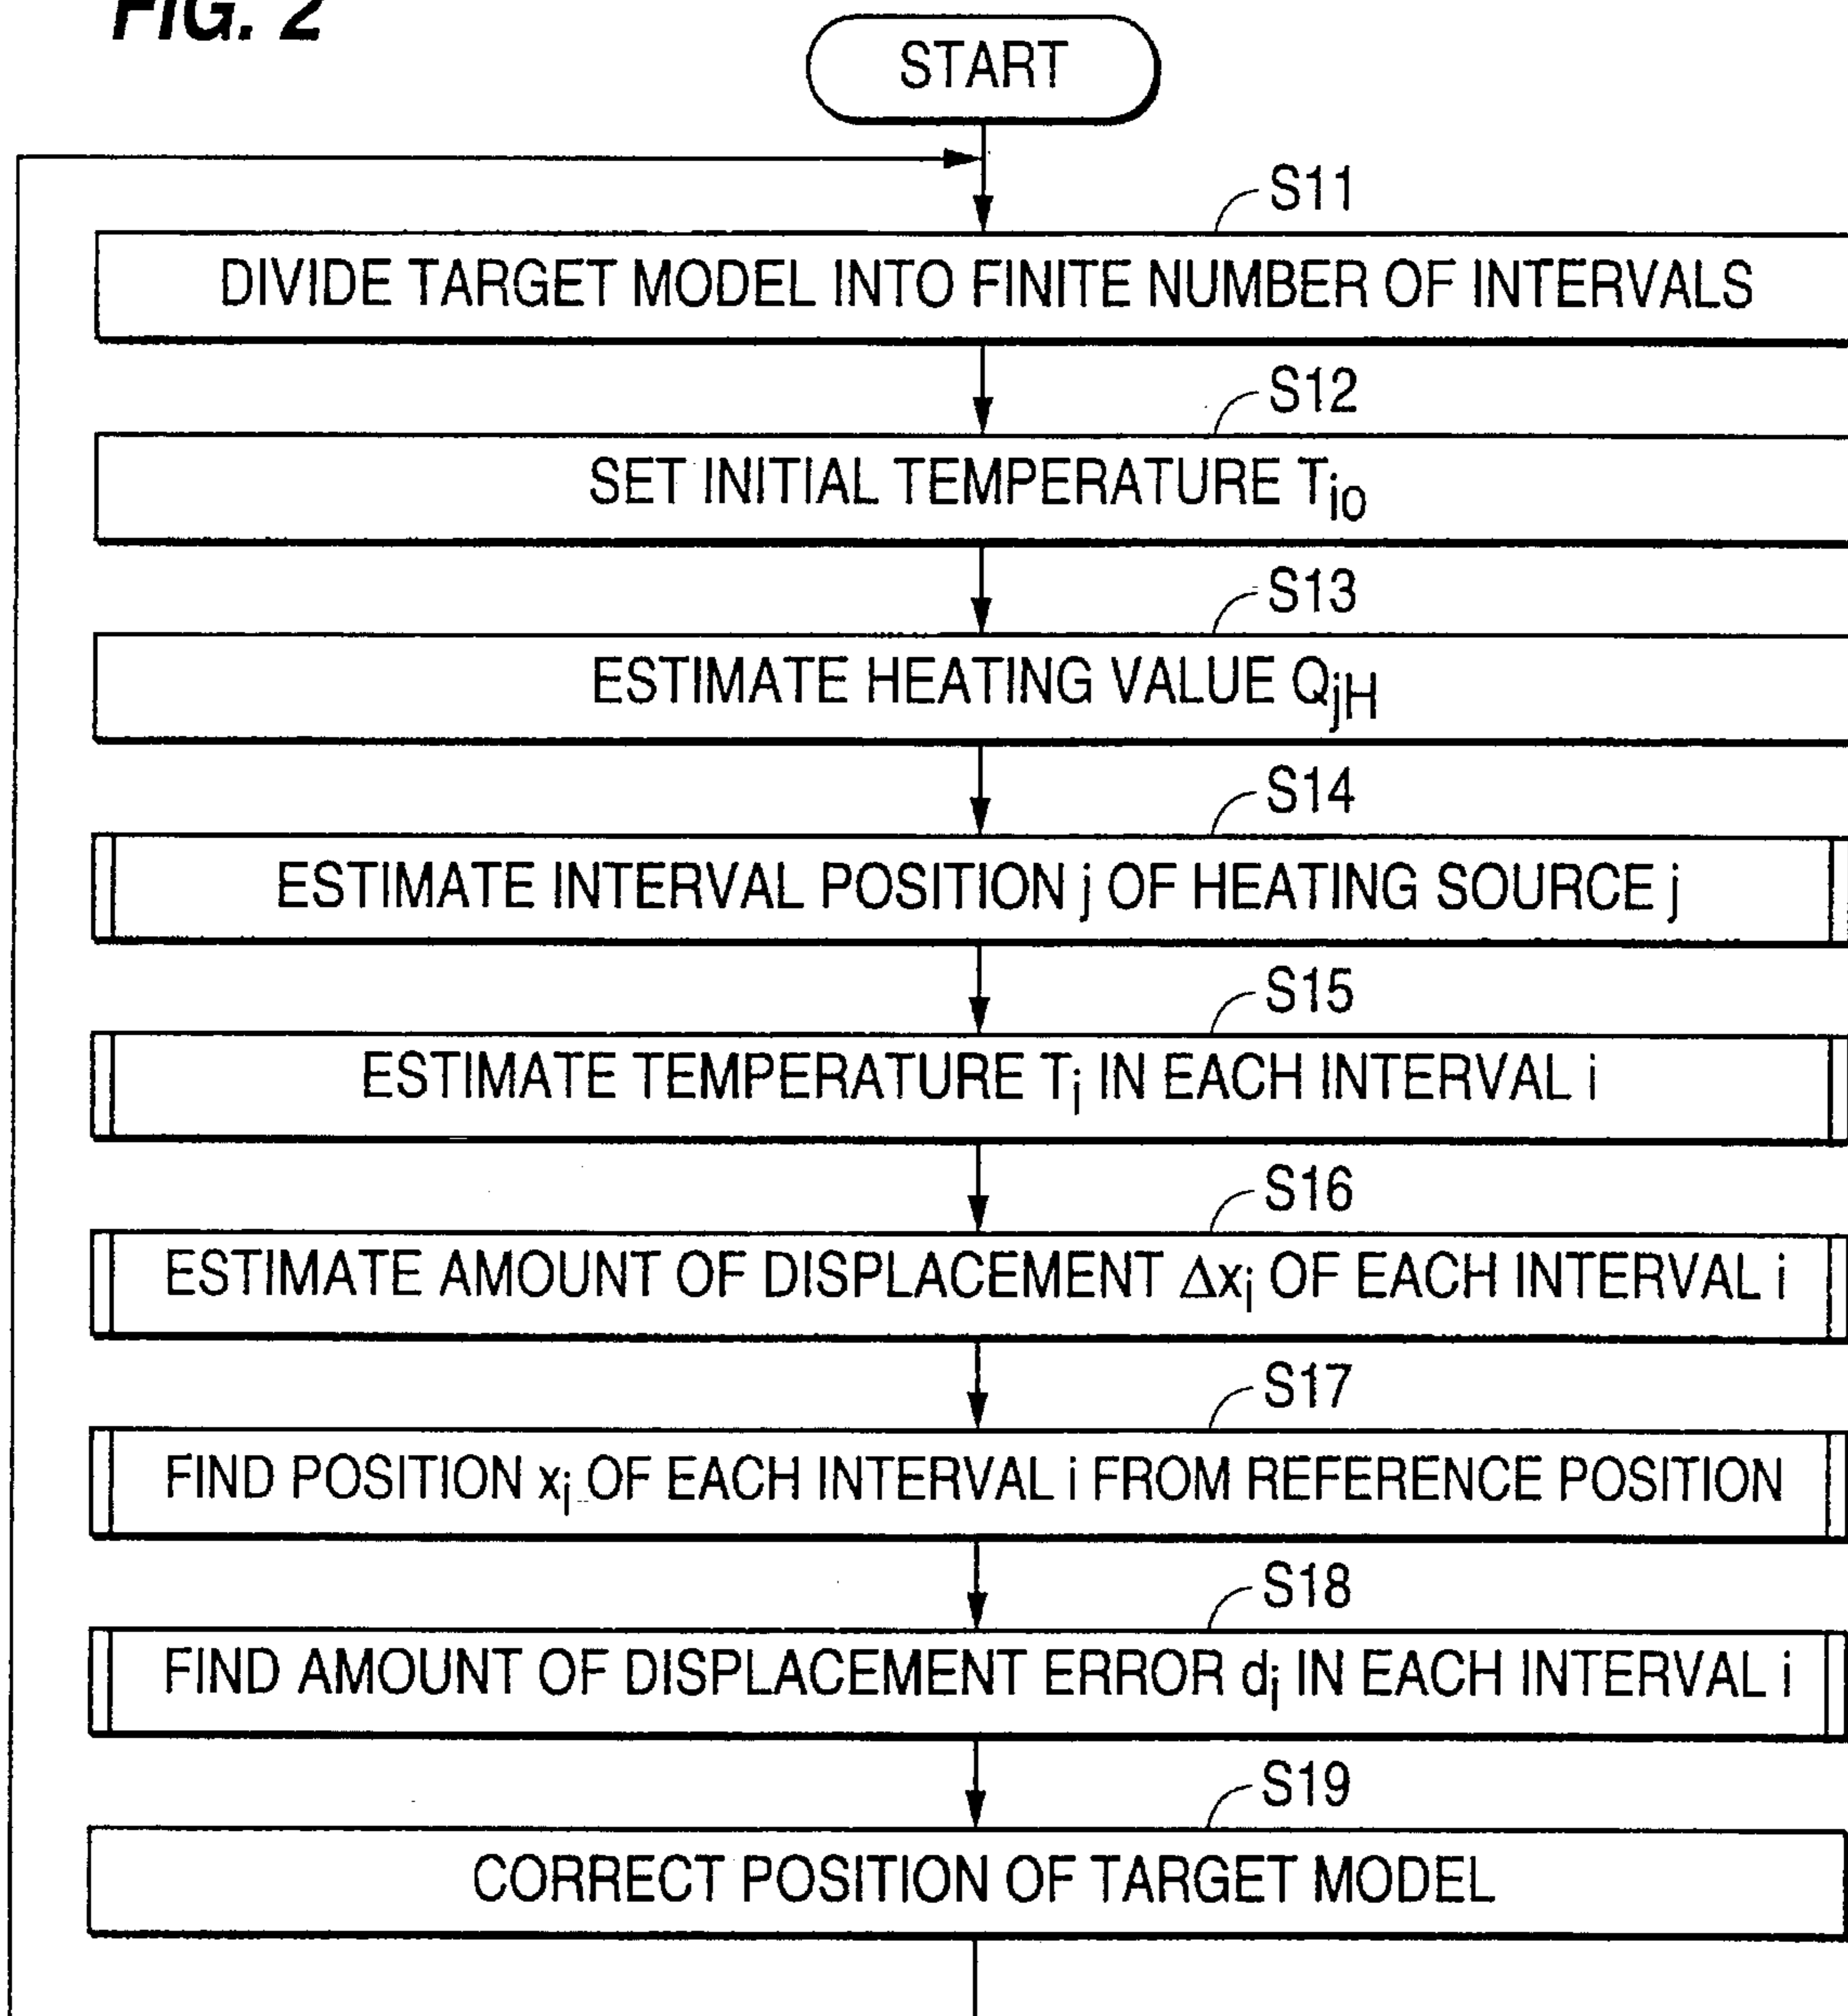 FIG. 2
START
S11
DIVIDE TARGET MODEL INTO FINITE NUMBER OF INTERVALS
S12
SET INITIAL TEMPERATURE Tio
S13
ESTIMATE HEATING VALUE QjH
S14
ESTIMATE INTERVAL POSITION j OF HEATING SOURCE j
S15
ESTIMATE TEMPERATURE Ti IN EACH INTERVAL i
S16
ESTIMATE AMOUNT OF DISPLACEMENT Δxi OF EACH INTERVAL i
S17
FIND POSITION xi OF EACH INTERVAL i FROM REFERENCE POSITION
S18
FIND AMOUNT OF DISPLACEMENT ERROR di IN EACH INTERVAL i
S19
CORRECT POSITION OF TARGET MODEL